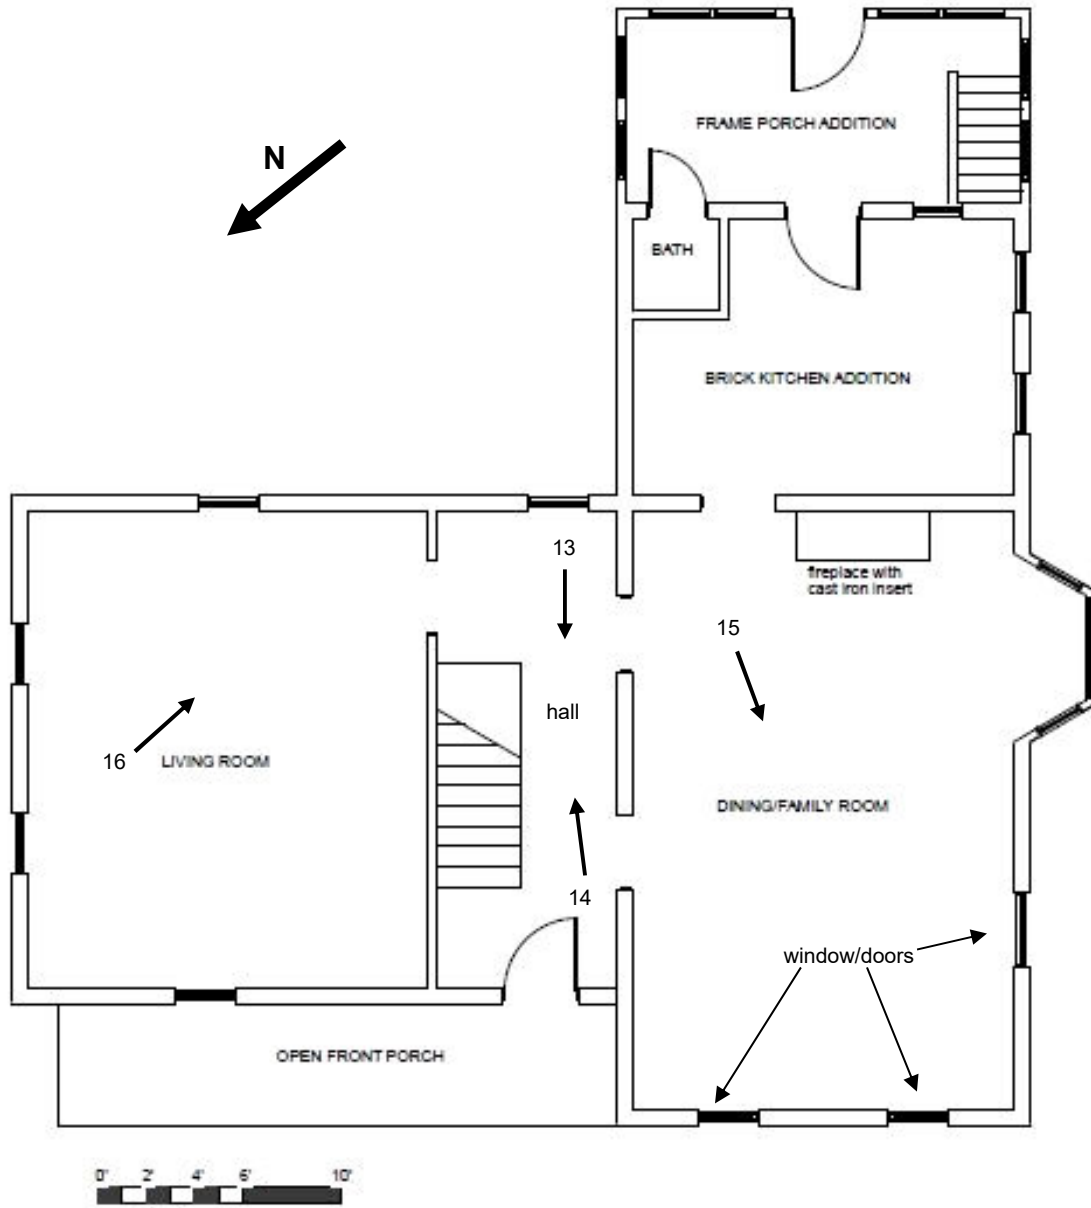 N
FRAME PORCH ADDITION
BATH
BRICK KITCHEN ADDITION
13
fireplace with
cast iron insert
15
hall
16
LIVING ROOM
DINING/FAMILY ROOM
14
window/doors
OPEN FRONT PORCH
0' 2' 4' 6' 10'